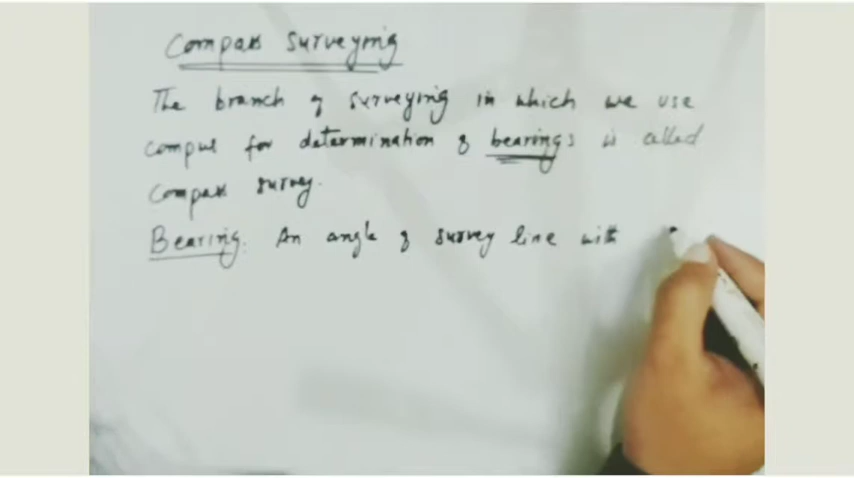 Compass Surveying
The branch of surveying in which we use
compus for determination of bearings is called
compass survey.
Bearing: An angle of survey line with